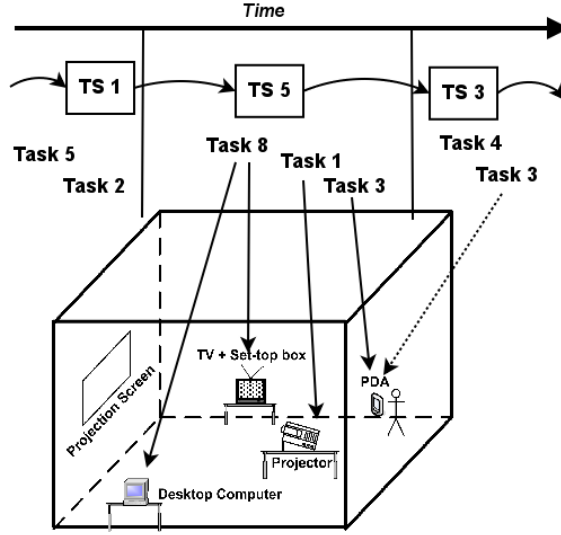 Time
TS 1
TS 5
TS 3
Task 5
Task 2
Task 8
Task 1
Task 3
Task 4
Task 3
TV + Set-top box
PDA
Projection Screen
Projector
Desktop Computer